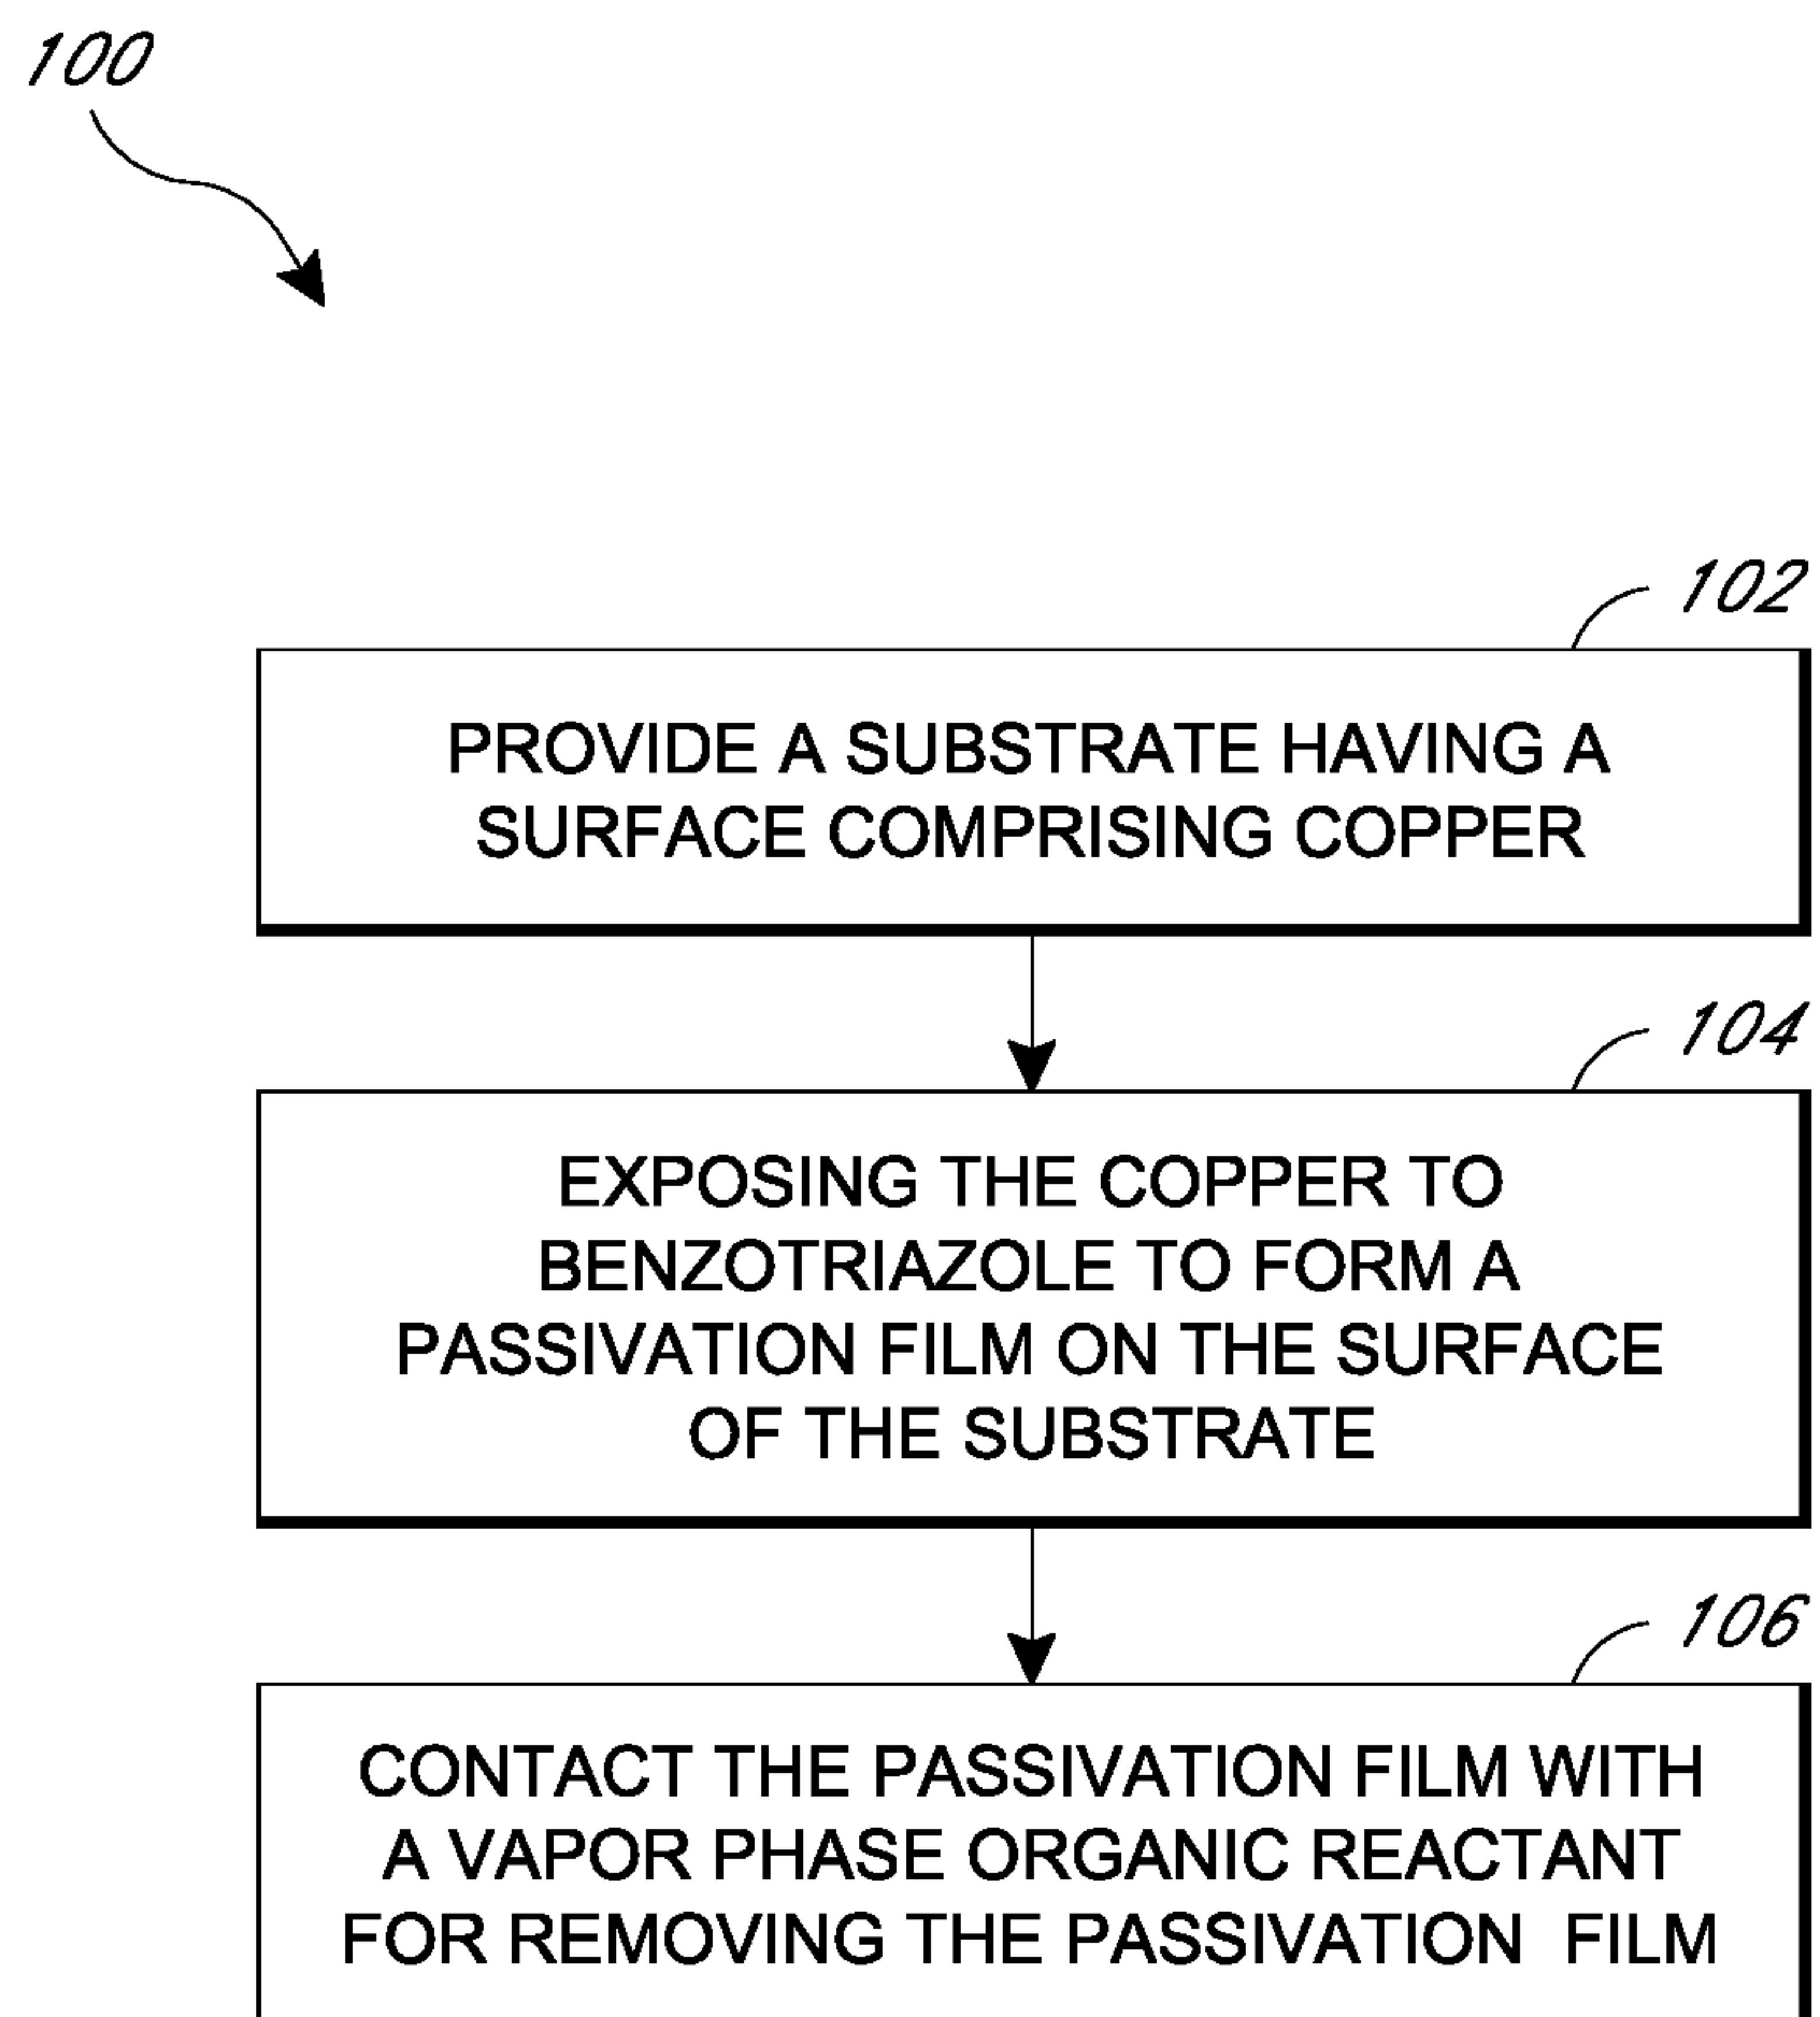 100
102
PROVIDE A SUBSTRATE HAVING A
SURFACE COMPRISING COPPER
104
EXPOSING THE COPPER TO
BENZOTRIAZOLE TO FORM A
PASSIVATION FILM ON THE SURFACE
OF THE SUBSTRATE
106
CONTACT THE PASSIVATION FILM WITH
A VAPOR PHASE ORGANIC REACTANT
FOR REMOVING THE PASSIVATION FILM